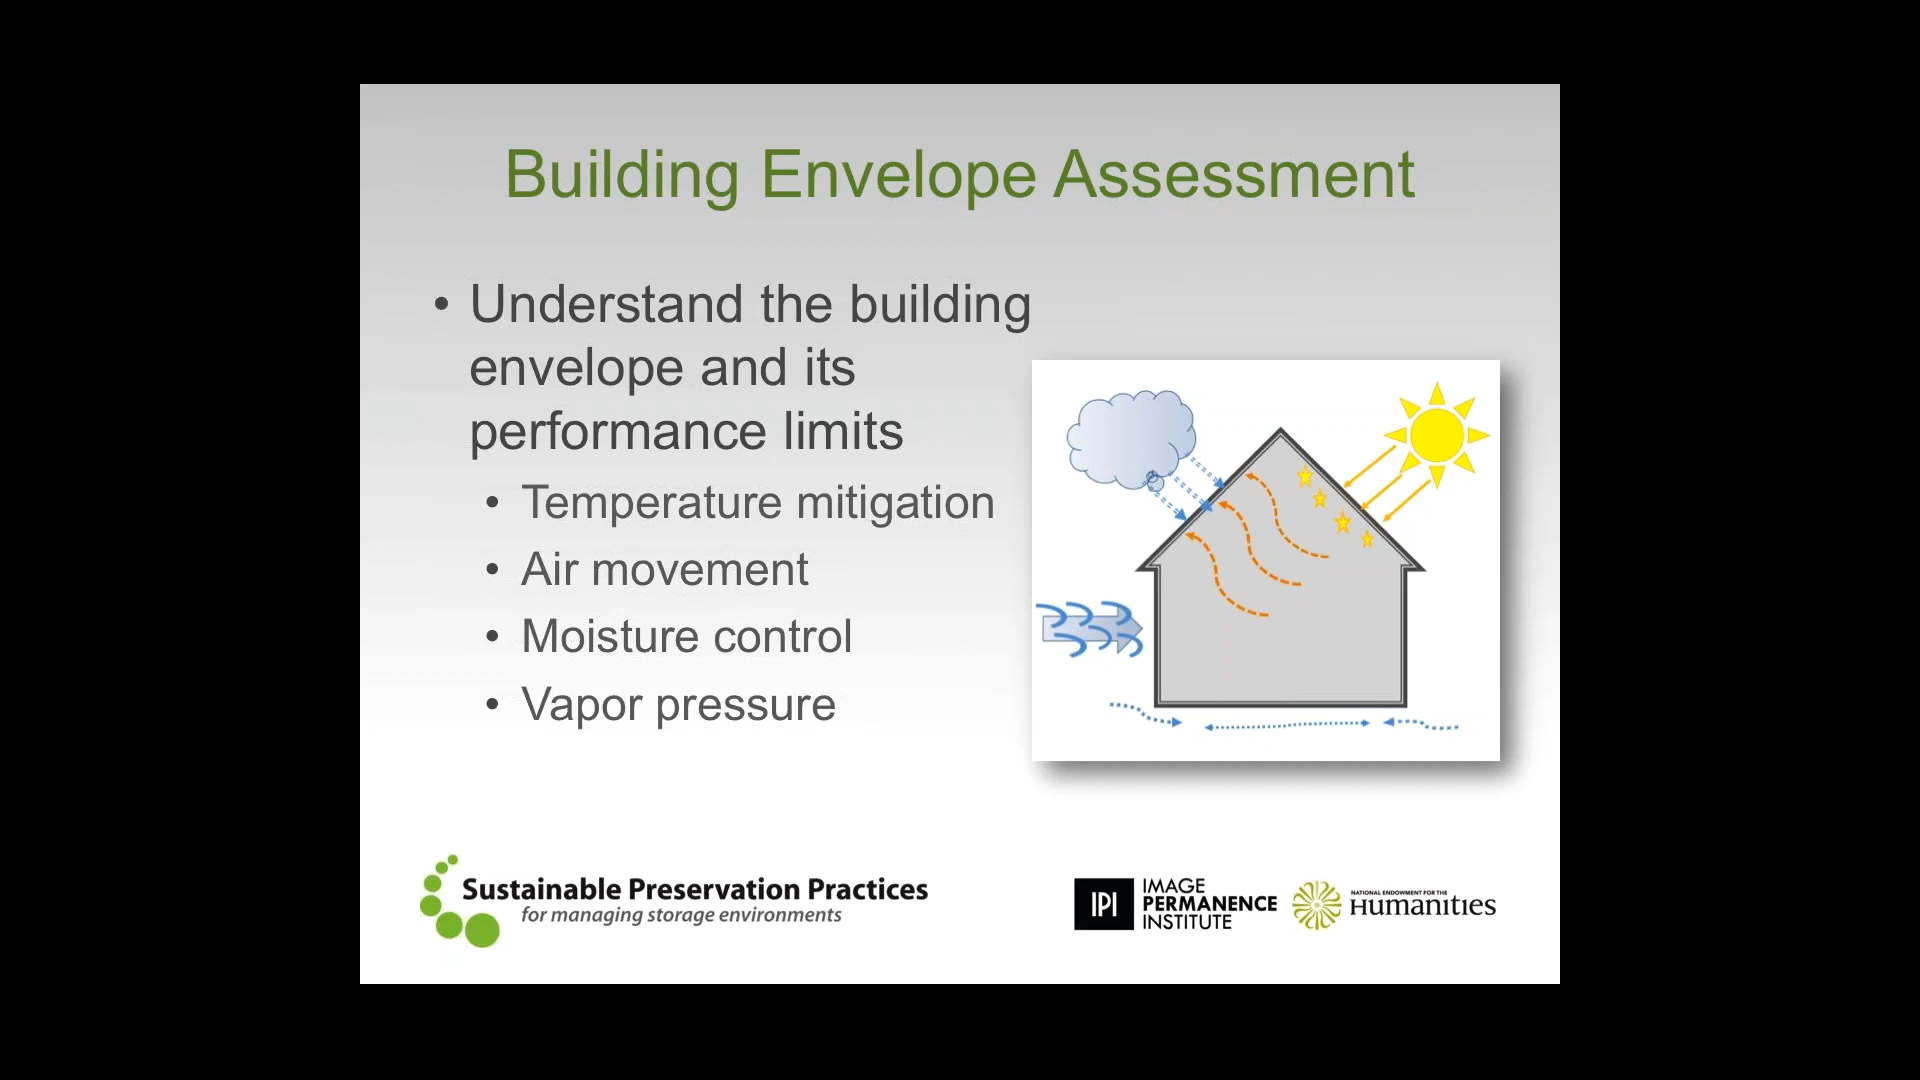 Building Envelope Assessment
• Understand the building
envelope and its
performance limits
• Temperature mitigation
• Air movement
• Moisture control
• Vapor pressure
Sustainable Preservation Practices
for managing storage environments
IPI
IMAGE
PERMANENCE
INSTITUTE
NATIONAL ENDOWMENT FOR THE
Humanities